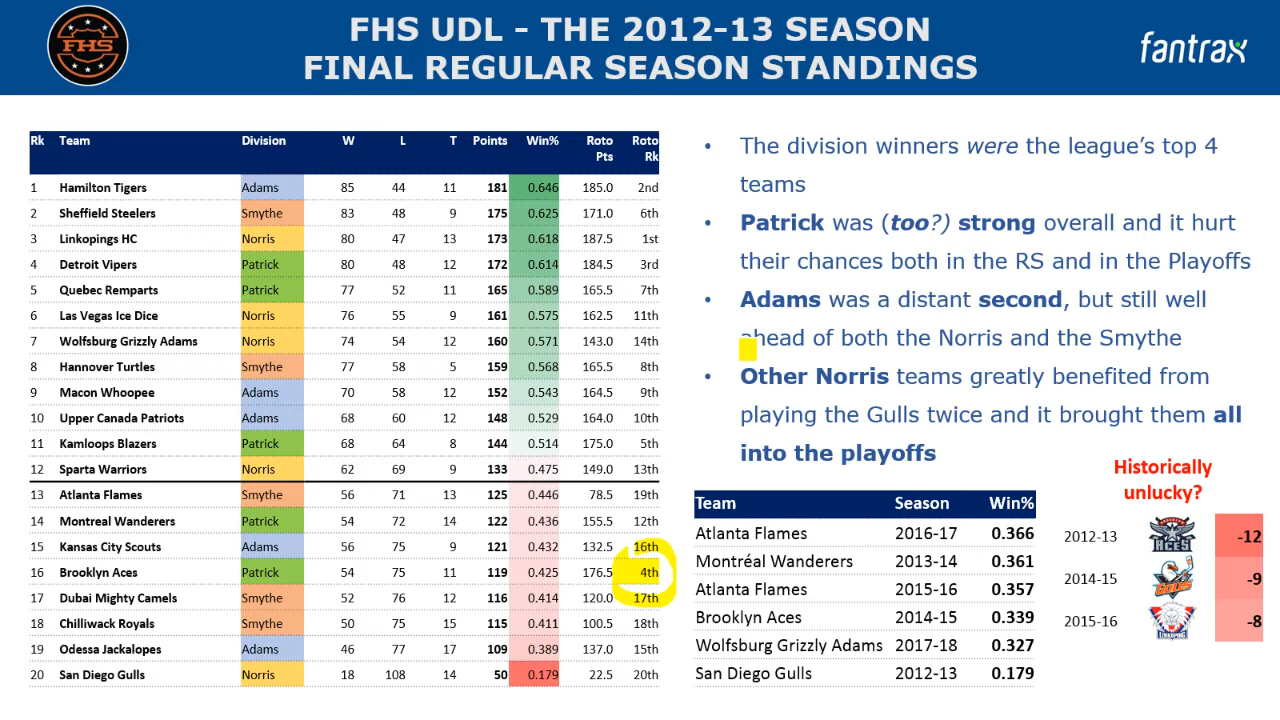 FHS UDL - THE 2012-13 SEASON
FINAL REGULAR SEASON STANDINGS
FHS
fantrax
Rk Team Division W L T Points Win% Roto Pts Roto Rk
1 Hamilton Tigers Adams 85 44 11 181 0.646 185.0 2nd
2 Sheffield Steelers Smythe 83 48 9 175 0.625 171.0 6th
3 Linkopings HC Norris 80 47 13 173 0.618 187.5 1st
4 Detroit Vipers Patrick 80 48 12 172 0.614 184.5 3rd
5 Quebec Remparts Patrick 77 52 11 165 0.589 165.5 7th
6 Las Vegas Ice Dice Norris 76 55 9 161 0.575 162.5 11th
7 Wolfsburg Grizzly Adams Norris 74 54 12 160 0.571 143.0 14th
8 Hannover Turtles Smythe 77 58 5 159 0.568 165.5 8th
9 Macon Whoopee Adams 70 58 12 152 0.543 164.5 9th
10 Upper Canada Patriots Adams 68 60 12 148 0.529 164.0 10th
11 Kamloops Blazers Patrick 68 64 8 144 0.514 175.0 5th
12 Sparta Warriors Norris 62 69 9 133 0.475 149.0 13th
13 Atlanta Flames Smythe 56 71 13 125 0.446 78.5 19th
14 Montreal Wanderers Patrick 54 72 14 122 0.436 155.5 12th
15 Kansas City Scouts Adams 56 75 9 121 0.432 132.5 16th
16 Brooklyn Aces Patrick 54 75 11 119 0.425 176.5 4th
17 Dubai Mighty Camels Smythe 52 76 12 116 0.414 120.0 17th
18 Chilliwack Royals Smythe 50 75 15 115 0.411 100.5 18th
19 Odessa Jackalopes Adams 46 77 17 109 0.389 137.0 15th
20 San Diego Gulls Norris 18 108 14 50 0.179 22.5 20th
• The division winners were the league's top 4
teams
• Patrick was (too?) strong overall and it hurt
their chances both in the RS and in the Playoffs
• Adams was a distant second, but still well
ahead of both the Norris and the Smythe
• Other Norris teams greatly benefited from
playing the Gulls twice and it brought them all
into the playoffs
Team Season Win%
Atlanta Flames 2016-17 0.366
Montréal Wanderers 2013-14 0.361
Atlanta Flames 2015-16 0.357
Brooklyn Aces 2014-15 0.339
Wolfsburg Grizzly Adams 2017-18 0.327
San Diego Gulls 2012-13 0.179
Historically
unlucky?
2012-13 ACES -12
2014-15 GULLS -9
2015-16 -8